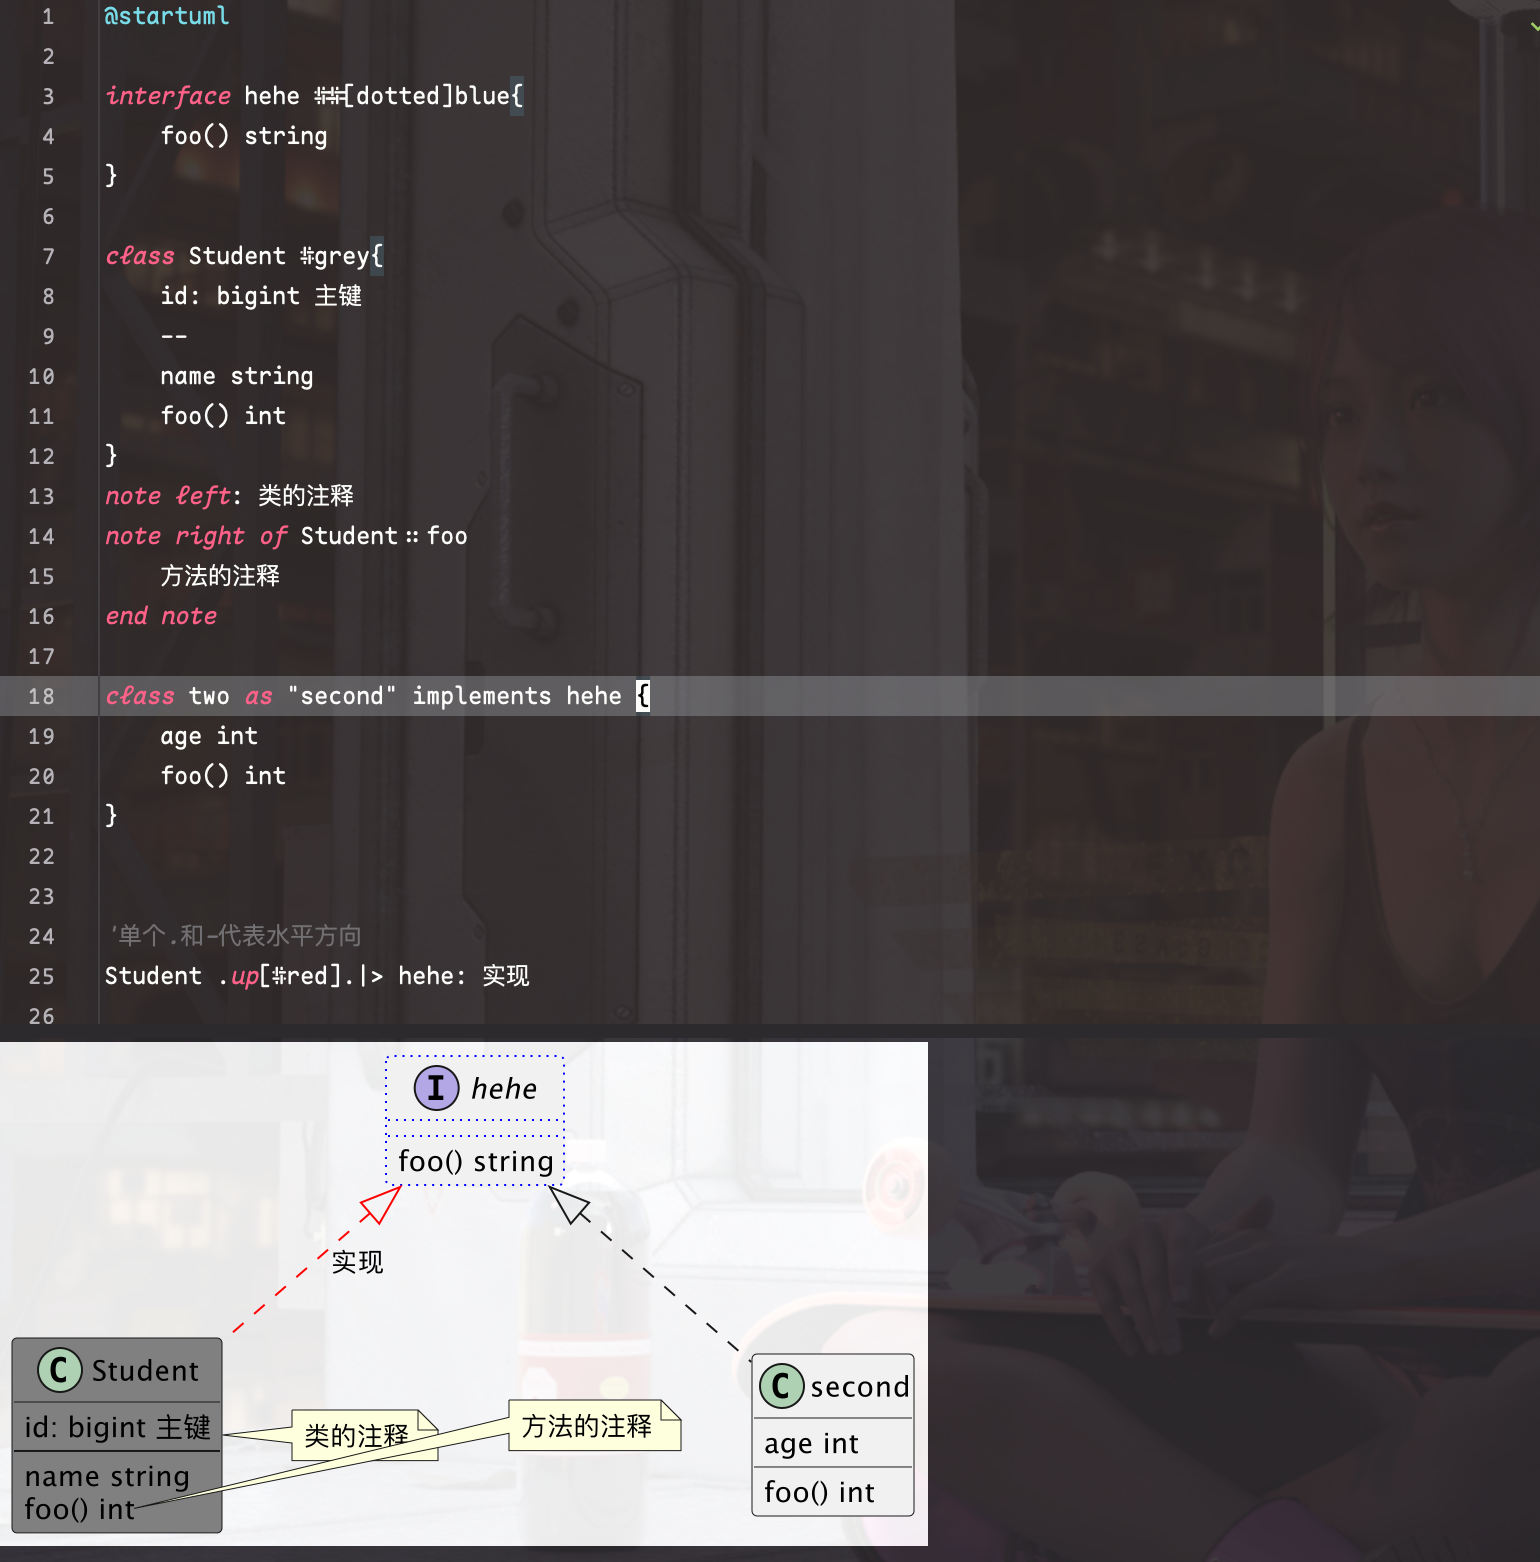 1 @startuml
2
3 interface hehe ##[dotted]blue{
4     foo() string
5 }
6
7 class Student #grey{
8     id: bigint 主键
9     --
10     name string
11     foo() int
12 }
13 note left: 类的注释
14 note right of Student::foo
15     方法的注释
16 end note
17
18 class two as "second" implements hehe {
19     age int
20     foo() int
21 }
22
23
24 '单个.和-代表水平方向
25 Student .up[#red].|> hehe: 实现
26
I hehe
foo() string
实现
C Student
id: bigint 主键
name string
foo() int
类的注释
方法的注释
C second
age int
foo() int